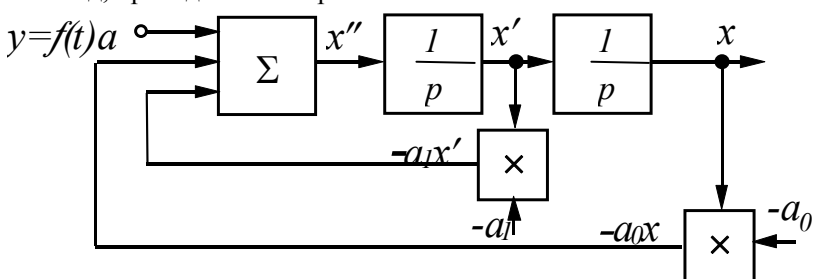 y=f(t)a
Σ
x″
1
p
x′
1
p
x
-a₁x′
×
-a₁
-a₀x
×
-a₀